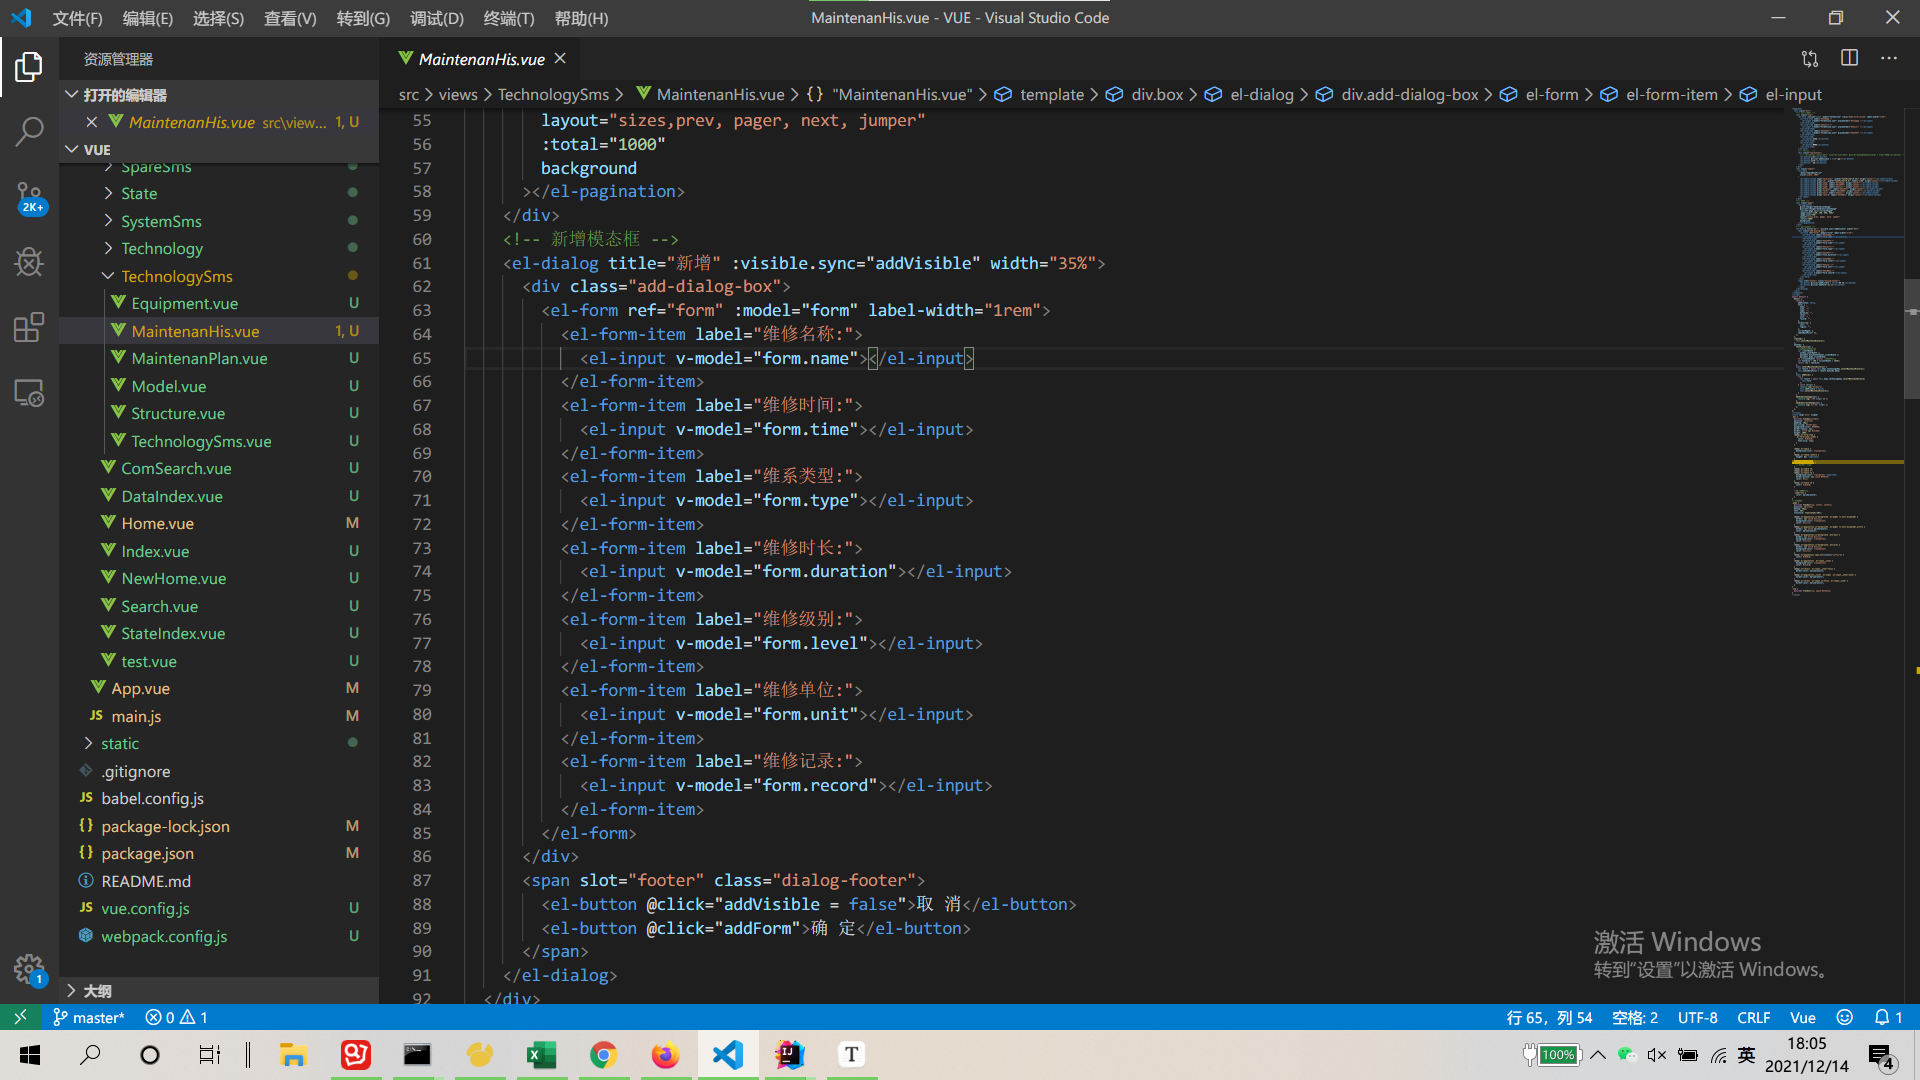 文件(F) 编辑(E) 选择(S) 查看(V) 转到(G) 调试(D) 终端(T) 帮助(H)
MaintenanHis.vue - VUE - Visual Studio Code
资源管理器
打开的编辑器
MaintenanHis.vue src\view... 1, U
VUE
SpareSms
State
SystemSms
Technology
TechnologySms
Equipment.vue U
MaintenanHis.vue 1, U
MaintenanPlan.vue U
Model.vue U
Structure.vue U
TechnologySms.vue U
ComSearch.vue U
DataIndex.vue U
Home.vue M
Index.vue U
NewHome.vue U
Search.vue U
StateIndex.vue U
test.vue U
App.vue M
JS main.js M
static
.gitignore
JS babel.config.js
{} package-lock.json M
{} package.json M
README.md
JS vue.config.js U
webpack.config.js U
大纲
2K+
1
MaintenanHis.vue
src > views > TechnologySms > MaintenanHis.vue > {} "MaintenanHis.vue" > template > div.box > el-dialog > div.add-dialog-box > el-form > el-form-item > el-input
55 layout="sizes,prev, pager, next, jumper"
56 :total="1000"
57 background
58 ></el-pagination>
59 </div>
60 <!-- 新增模态框 -->
61 <el-dialog title="新增" :visible.sync="addVisible" width="35%">
62 <div class="add-dialog-box">
63 <el-form ref="form" :model="form" label-width="1rem">
64 <el-form-item label="维修名称:">
65 <el-input v-model="form.name"></el-input>
66 </el-form-item>
67 <el-form-item label="维修时间:">
68 <el-input v-model="form.time"></el-input>
69 </el-form-item>
70 <el-form-item label="维系类型:">
71 <el-input v-model="form.type"></el-input>
72 </el-form-item>
73 <el-form-item label="维修时长:">
74 <el-input v-model="form.duration"></el-input>
75 </el-form-item>
76 <el-form-item label="维修级别:">
77 <el-input v-model="form.level"></el-input>
78 </el-form-item>
79 <el-form-item label="维修单位:">
80 <el-input v-model="form.unit"></el-input>
81 </el-form-item>
82 <el-form-item label="维修记录:">
83 <el-input v-model="form.record"></el-input>
84 </el-form-item>
85 </el-form>
86 </div>
87 <span slot="footer" class="dialog-footer">
88 <el-button @click="addVisible = false">取 消</el-button>
89 <el-button @click="addForm">确 定</el-button>
90 </span>
91 </el-dialog>
92 </div>
激活 Windows
转到“设置”以激活 Windows。
master* 0 1
行 65，列 54 空格: 2 UTF-8 CRLF Vue 1
100% 英 18:05
2021/12/14
4